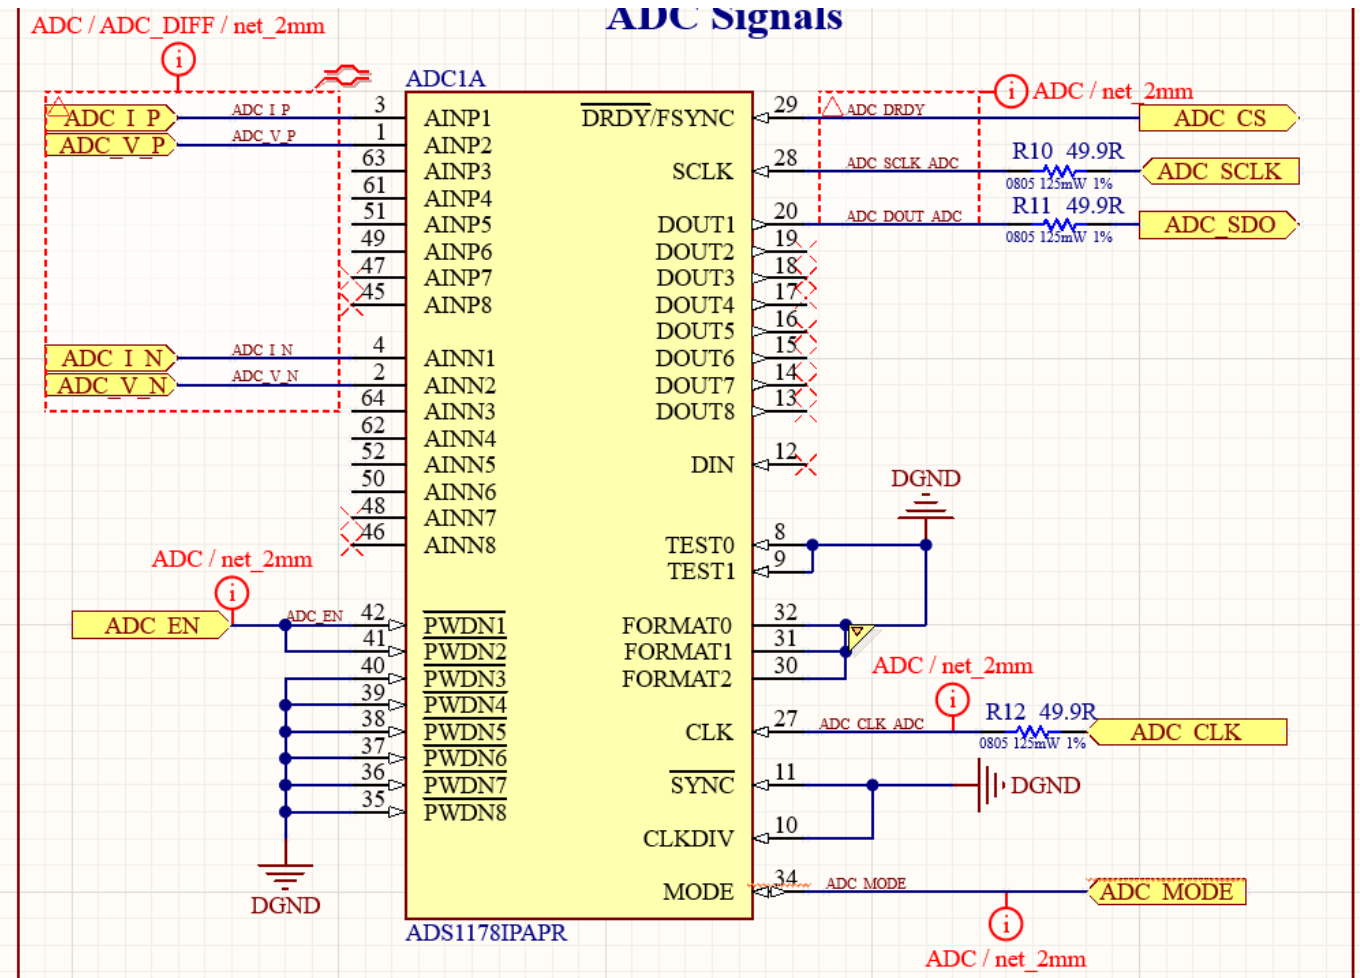 ADC Signals
ADC / ADC_DIFF / net_2mm
i
ADC1A
ADC_I_P
ADC_I_P
3
AINP1
ADC_V_P
ADC_V_P
1
AINP2
63
AINP3
61
AINP4
51
AINP5
49
AINP6
47
AINP7
45
AINP8
ADC_I_N
ADC_I_N
4
AINN1
ADC_V_N
ADC_V_N
2
AINN2
64
AINN3
62
AINN4
52
AINN5
50
AINN6
48
AINN7
46
AINN8
ADC / net_2mm
i
ADC_EN
ADC_EN
42
PWDN1
41
PWDN2
40
PWDN3
39
PWDN4
38
PWDN5
37
PWDN6
36
PWDN7
35
PWDN8
DGND
DRDY/FSYNC
29
ADC_DRDY
i
ADC / net_2mm
ADC_CS
SCLK
28
ADC_SCLK_ADC
R10 49.9R
0805 125mW 1%
ADC_SCLK
DOUT1
20
ADC_DOUT_ADC
R11 49.9R
0805 125mW 1%
ADC_SDO
DOUT2
19
DOUT3
18
DOUT4
17
DOUT5
16
DOUT6
15
DOUT7
14
DOUT8
13
DIN
12
DGND
TEST0
8
TEST1
9
FORMAT0
32
FORMAT1
31
FORMAT2
30
ADC / net_2mm
i
CLK
27
ADC_CLK_ADC
R12 49.9R
0805 125mW 1%
ADC_CLK
SYNC
11
DGND
CLKDIV
10
MODE
34
ADC_MODE
ADC_MODE
i
ADC / net_2mm
ADS1178IPAPR